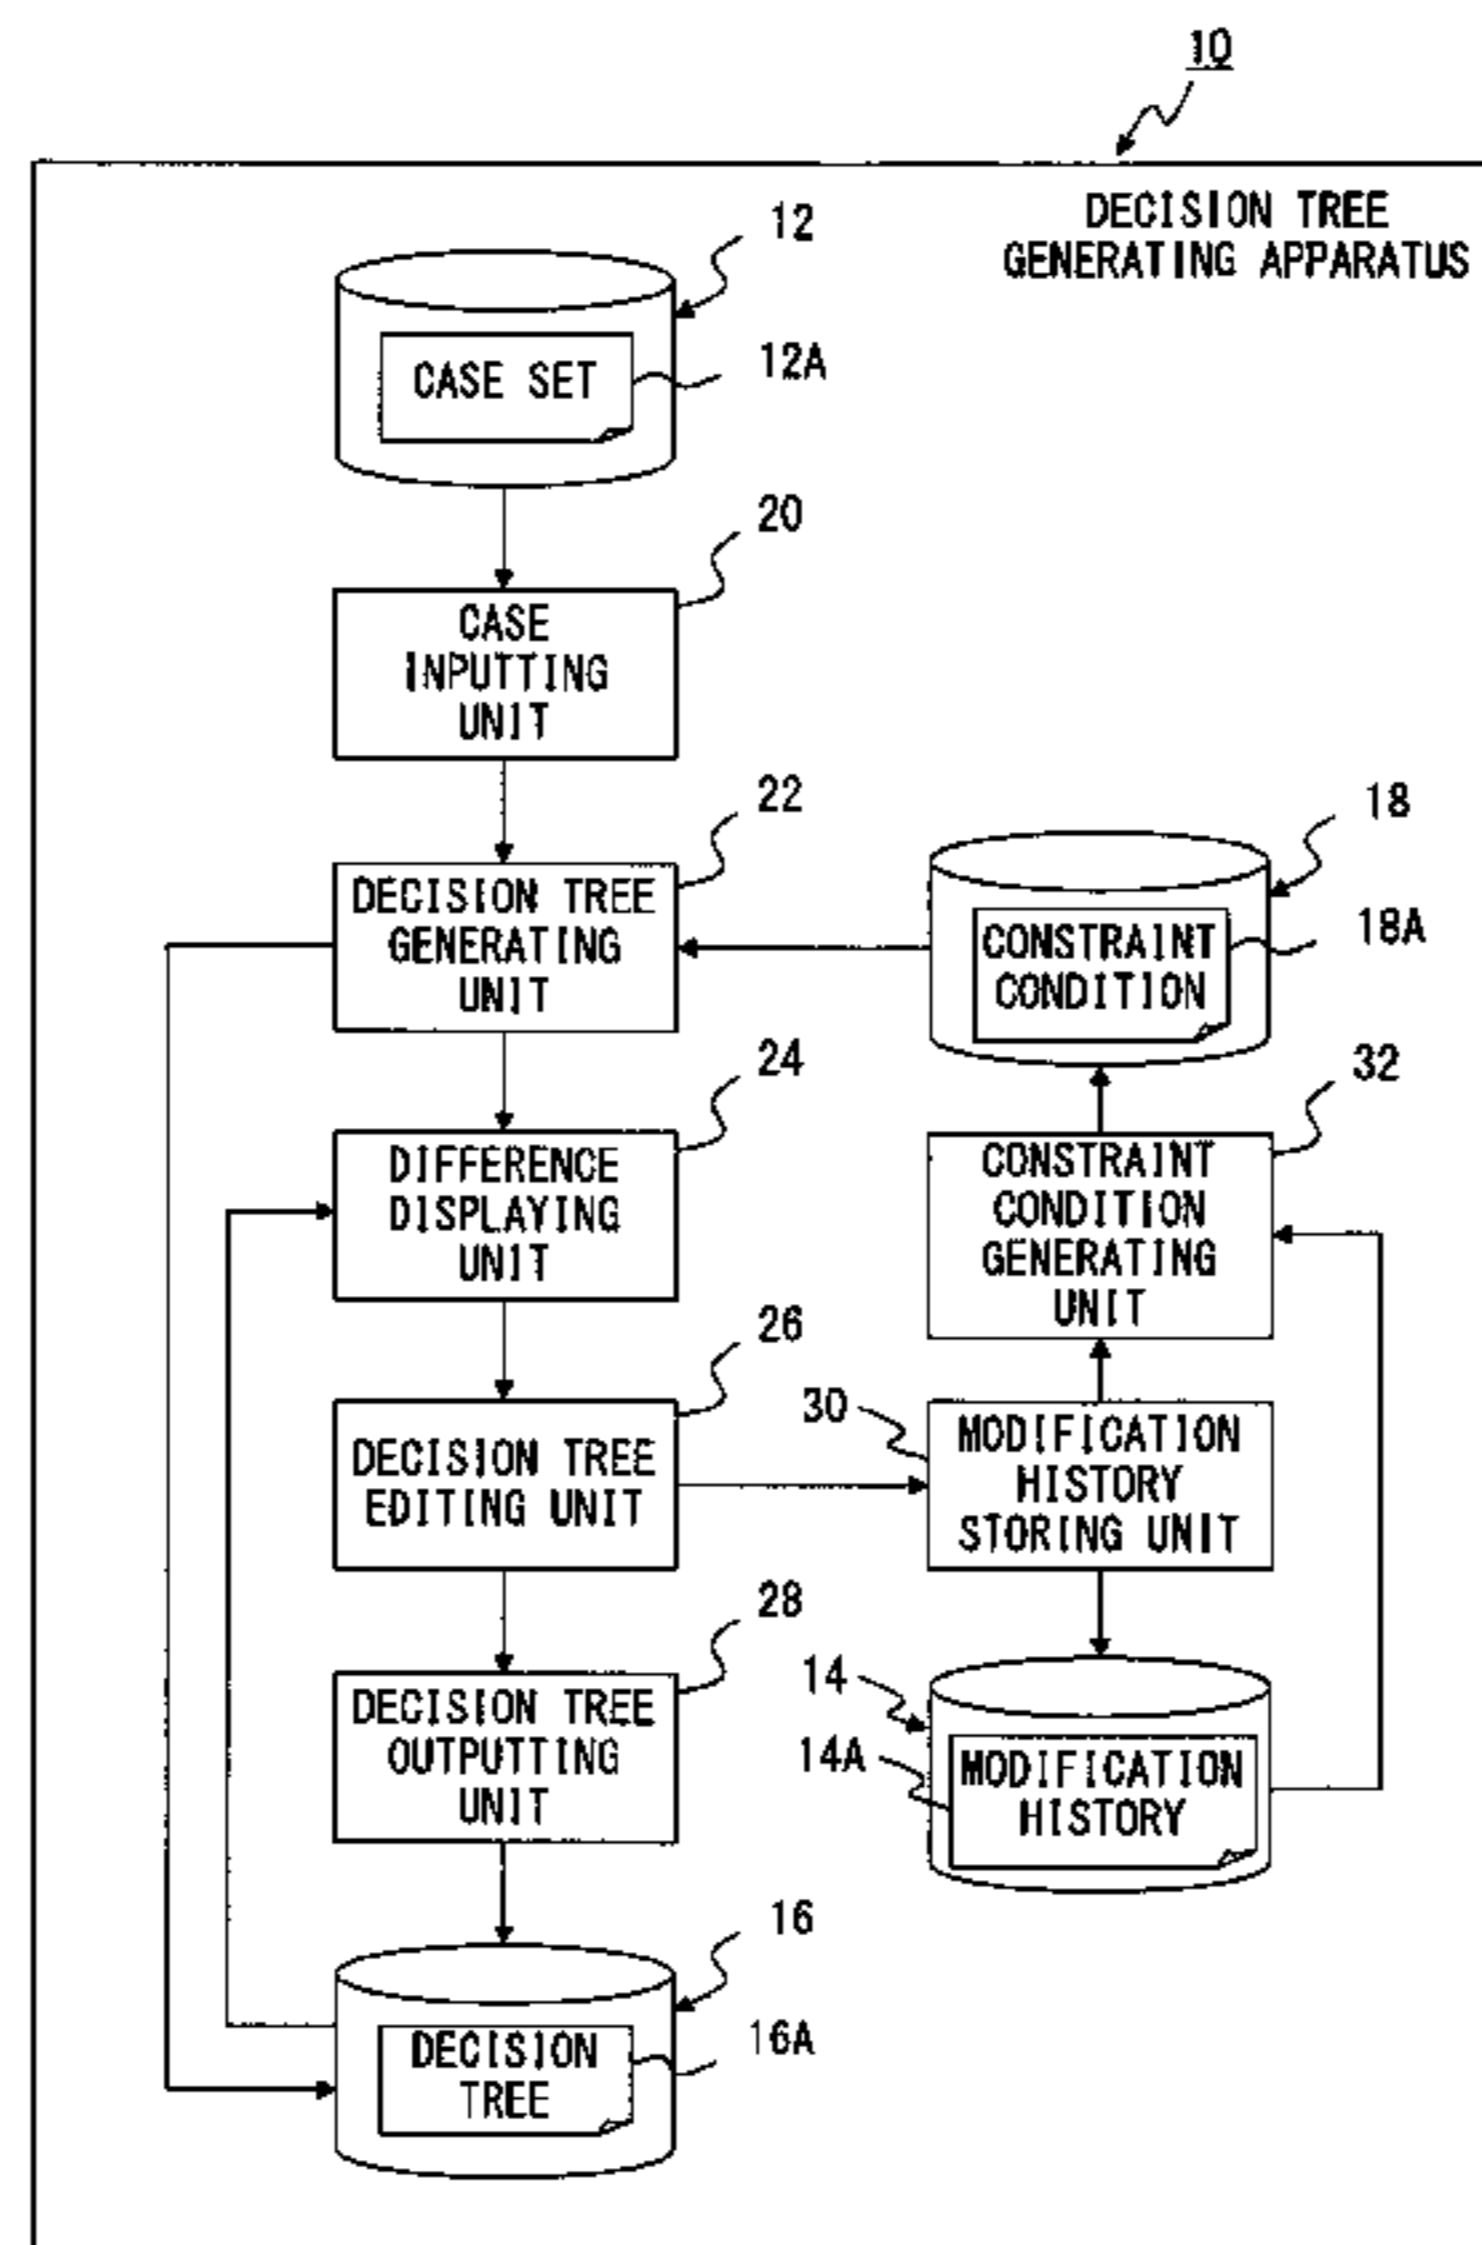 10
DECISION TREE
GENERATING APPARATUS
12
CASE SET
12A
20
CASE
INPUTTING
UNIT
22
DECISION TREE
GENERATING
UNIT
18
CONSTRAINT
CONDITION
18A
24
DIFFERENCE
DISPLAYING
UNIT
32
CONSTRAINT
CONDITION
GENERATING
UNIT
26
DECISION TREE
EDITING UNIT
30
MODIFICATION
HISTORY
STORING UNIT
28
DECISION TREE
OUTPUTTING
UNIT
14
14A
MODIFICATION
HISTORY
16
DECISION
TREE
16A